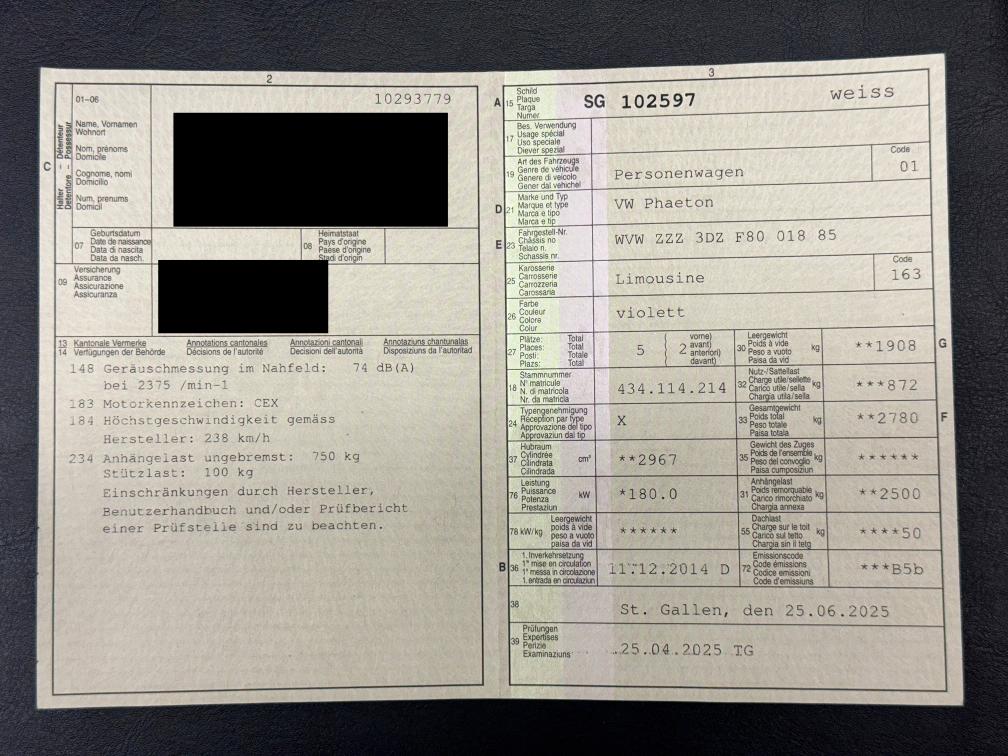 2
01–06
10293779
C
Halter – Détenteur
Detentore – Possessur
Name, Vornamen
Wohnort
Nom, prénoms
Domicile
Cognome, nomi
Domicilio
Num, prenums
Domicil
07
Geburtsdatum
Date de naissance
Data di nascita
Data da nasch.
08
Heimatstaat
Pays d'origine
Paese d'origine
Stadi d'origin
09
Versicherung
Assurance
Assicurazione
Assicuranza
13 Kantonale Vermerke Annotations cantonales Annotazioni cantonali Annotaziuns chantunalas
14 Verfügungen der Behörde Décisions de l'autorité Decisioni dell'autorità Disposiziuns da l'autoritad
148 Geräuschmessung im Nahfeld: 74 dB(A)
bei 2375 /min-1
183 Motorkennzeichen: CEX
184 Höchstgeschwindigkeit gemäss
Hersteller: 238 km/h
234 Anhängelast ungebremst: 750 kg
Stützlast: 100 kg
Einschränkungen durch Hersteller,
Benutzerhandbuch und/oder Prüfbericht
einer Prüfstelle sind zu beachten.
3
A 15
Schild
Plaque
Targa
Numer
SG 102597 weiss
17
Bes. Verwendung
Usage spécial
Uso speciale
Diever spezial
19
Art des Fahrzeugs
Genre de véhicule
Genere di veicolo
Gener dal vehichel
Personenwagen
Code
01
D 21
Marke und Typ
Marque et type
Marca e tipo
Marca e tip
VW Phaeton
E 23
Fahrgestell-Nr.
Châssis no
Telaio n.
Schassis nr.
WVW ZZZ 3DZ F80 018 85
25
Karosserie
Carrosserie
Carrozzeria
Carossaria
Limousine
Code
163
26
Farbe
Couleur
Colore
Colur
violett
27
Plätze: Total
Places: Total
Posti: Totale
Plazs: Total
5 ( 2
vorne)
avant)
anteriori)
davant)
30
Leergewicht
Poids à vide
Peso a vuoto
Paisa da vid
kg
**1908
G
18
Stammnummer
N° matricule
N. di matricola
Nr. da matricla
434.114.214
32
Nutz-/Sattellast
Charge utile/sellette
Carico utile/sella
Chargia utila/sella
kg
***872
24
Typengenehmigung
Réception par type
Approvazione del tipo
Approvaziun dal tip
X
33
Gesamtgewicht
Poids total
Peso totale
Paisa totala
kg
**2780
F
37
Hubraum
Cylindrée
Cilindrata
Cilindrada
cm³
**2967
35
Gewicht des Zuges
Poids de l'ensemble
Peso del convoglio
Paisa cumposiziun
kg
******
76
Leistung
Puissance
Potenza
Prestaziun
kW
*180.0
31
Anhängelast
Poids remorquable
Carico rimorchiato
Chargia annexa
kg
**2500
78 kW/kg
Leergewicht
poids à vide
peso a vuoto
paisa da vid
******
55
Dachlast
Charge sur le toit
Carico sul tetto
Chargia sin il tetg
kg
****50
B 36
1. Inverkehrsetzung
1re mise en circulation
1a messa in circolazione
1. entrada en circulaziun
11.12.2014 D
72
Emissionscode
Code émissions
Codice emissioni
Code d'emissiuns
***B5b
38
St. Gallen, den 25.06.2025
39
Prüfungen
Expertises
Perizie
Examinaziuns
25.04.2025 TG